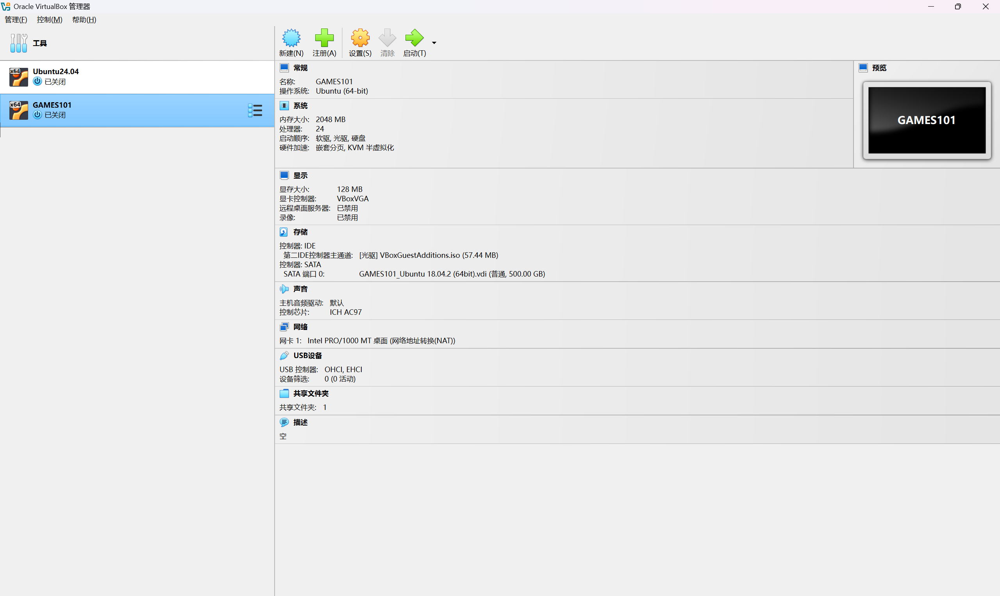 Oracle VirtualBox 管理器
管理(F) 控制(M) 帮助(H)
工具
新建(N) 注册(A) 设置(S) 清除 启动(T)
x64
Ubuntu24.04
已关闭
x64
GAMES101
已关闭
常规
名称: GAMES101
操作系统: Ubuntu (64-bit)
系统
内存大小: 2048 MB
处理器: 24
启动顺序: 软驱, 光驱, 硬盘
硬件加速: 嵌套分页, KVM 半虚拟化
预览
GAMES101
显示
显存大小: 128 MB
显卡控制器: VBoxVGA
远程桌面服务器: 已禁用
录像: 已禁用
存储
控制器: IDE
第二IDE控制器主通道: [光驱] VBoxGuestAdditions.iso (57.44 MB)
控制器: SATA
SATA 端口 0: GAMES101_Ubuntu 18.04.2 (64bit).vdi (普通, 500.00 GB)
声音
主机音频驱动: 默认
控制芯片: ICH AC97
网络
网卡 1: Intel PRO/1000 MT 桌面 (网络地址转换(NAT))
USB设备
USB 控制器: OHCI, EHCI
设备筛选: 0 (0 活动)
共享文件夹
共享文件夹: 1
描述
空